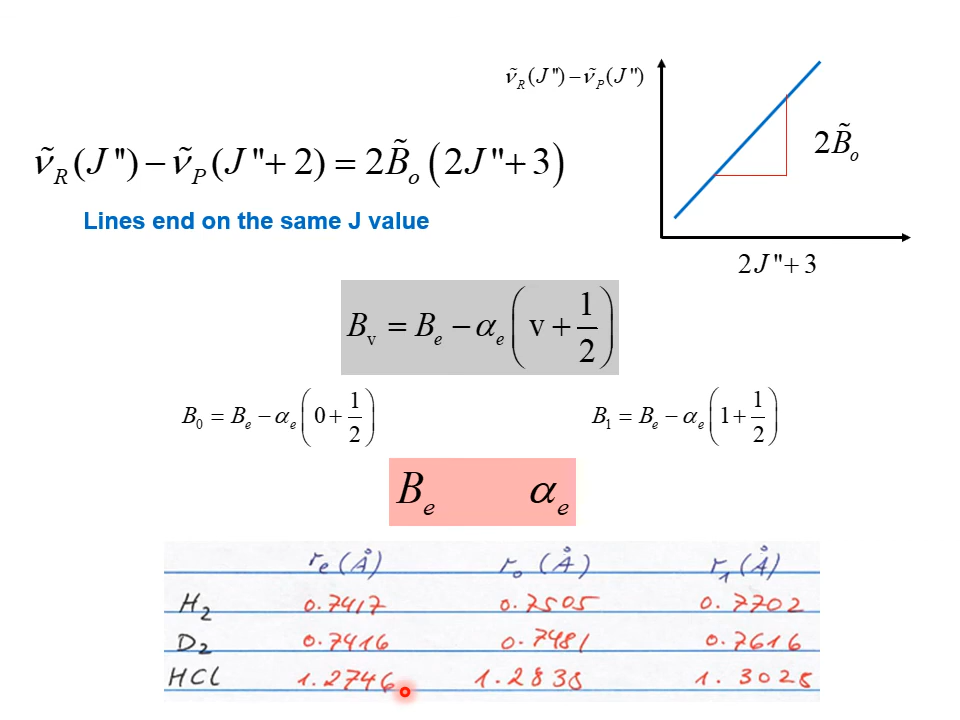 ν̃_R(J'')−ν̃_P(J'')
ν̃_R(J'')−ν̃_P(J''+2)=2B̃_o(2J''+3)
2B̃_o
Lines end on the same J value
2J''+3
B_v = B_e − α_e(v + 1/2)
B_0 = B_e − α_e(0 + 1/2)
B_1 = B_e − α_e(1 + 1/2)
B_e α_e
r_e (Å) r_o (Å) r_1 (Å)
H_2 0.7417 0.7505 0.7702
D_2 0.7416 0.7481 0.7616
HCl 1.2746 1.2838 1.3028